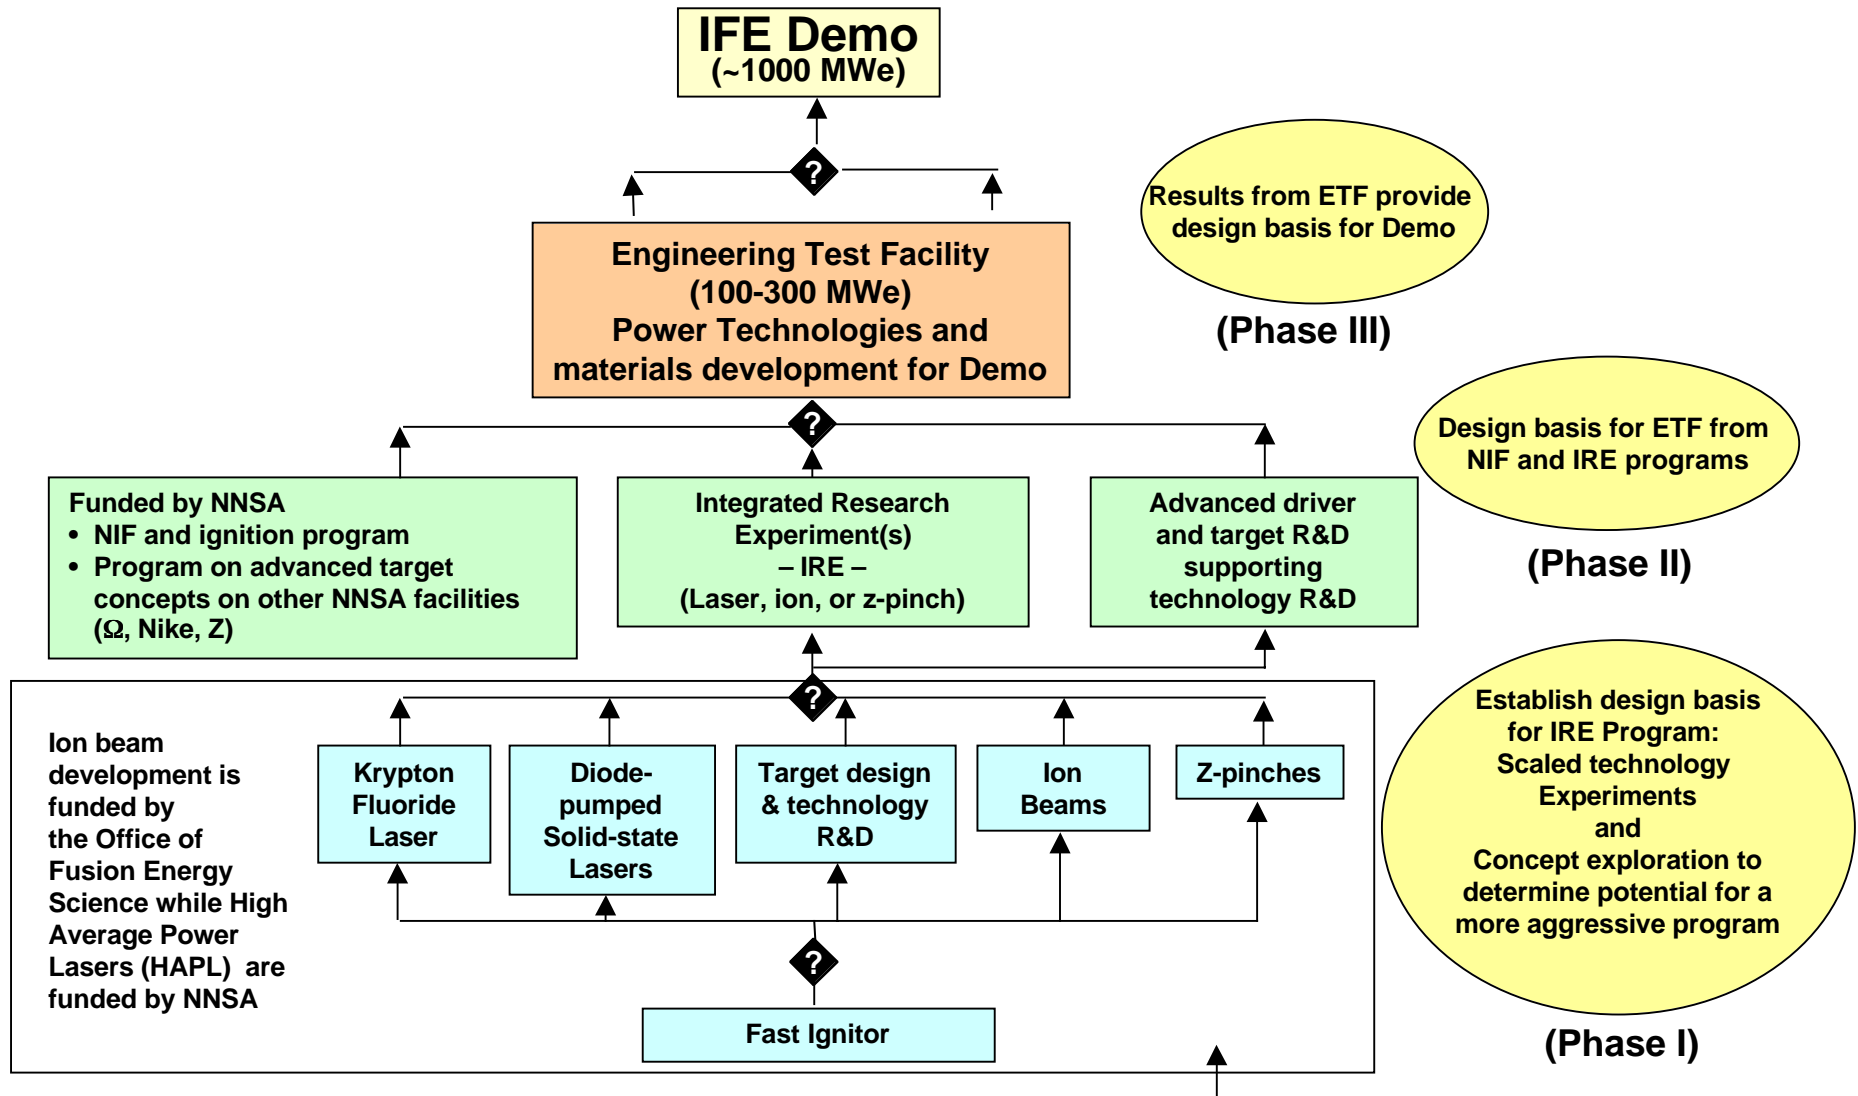 IFE Demo
(~1000 MWe)
?
Results from ETF provide
design basis for Demo
(Phase III)
Engineering Test Facility
(100-300 MWe)
Power Technologies and
materials development for Demo
?
Design basis for ETF from
NIF and IRE programs
(Phase II)
Funded by NNSA
• NIF and ignition program
• Program on advanced target
concepts on other NNSA facilities
(Ω, Nike, Z)
Integrated Research
Experiment(s)
– IRE –
(Laser, ion, or z-pinch)
Advanced driver
and target R&D
supporting
technology R&D
?
Ion beam
development is
funded by
the Office of
Fusion Energy
Science while High
Average Power
Lasers (HAPL)  are
funded by NNSA
Krypton
Fluoride
Laser
Diode-
pumped
Solid-state
Lasers
Target design
& technology
R&D
Ion
Beams
Z-pinches
?
Fast Ignitor
Establish design basis
for IRE Program:
Scaled technology
Experiments
and
Concept exploration to
determine potential for a
more aggressive program
(Phase I)